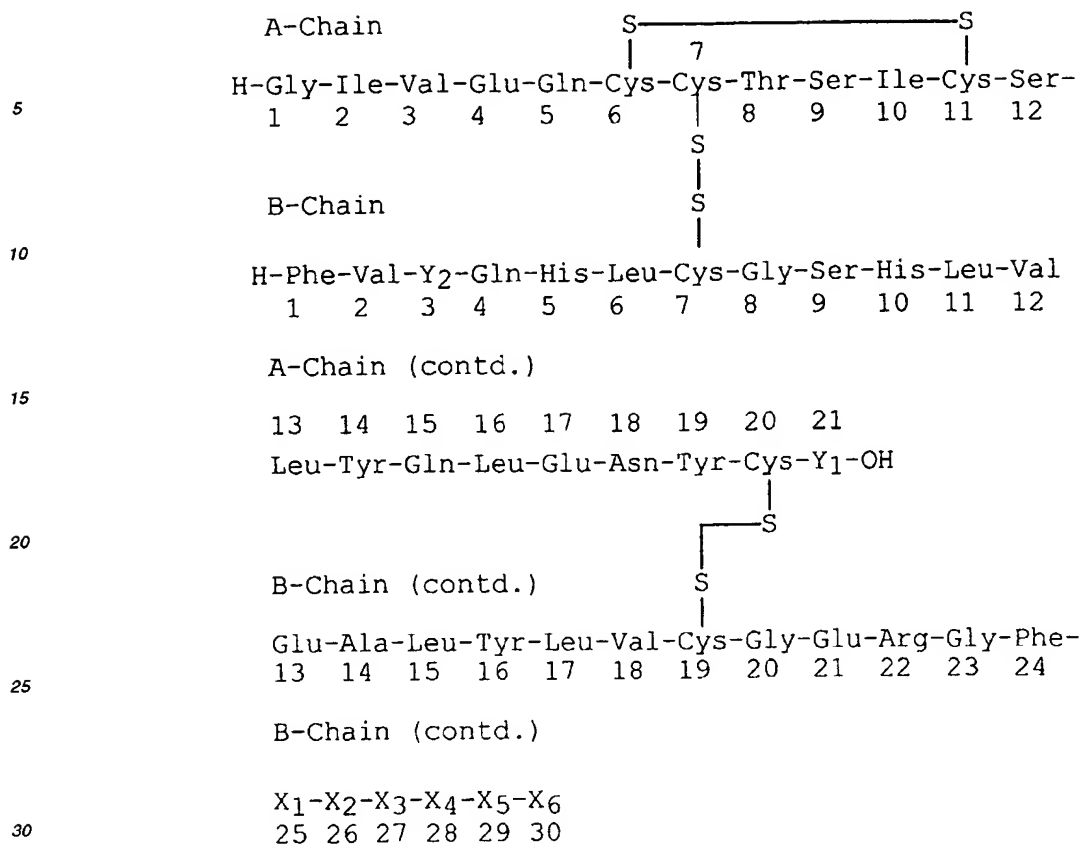 A-Chain
S S
7
H-Gly-Ile-Val-Glu-Gln-Cys-Cys-Thr-Ser-Ile-Cys-Ser-
5
1 2 3 4 5 6 8 9 10 11 12
S
B-Chain
S
10
H-Phe-Val-Y2-Gln-His-Leu-Cys-Gly-Ser-His-Leu-Val
1 2 3 4 5 6 7 8 9 10 11 12
A-Chain (contd.)
15
13 14 15 16 17 18 19 20 21
Leu-Tyr-Gln-Leu-Glu-Asn-Tyr-Cys-Y1-OH
S
20
B-Chain (contd.)
S
Glu-Ala-Leu-Tyr-Leu-Val-Cys-Gly-Glu-Arg-Gly-Phe-
13 14 15 16 17 18 19 20 21 22 23 24
25
B-Chain (contd.)
X1-X2-X3-X4-X5-X6
25 26 27 28 29 30
30